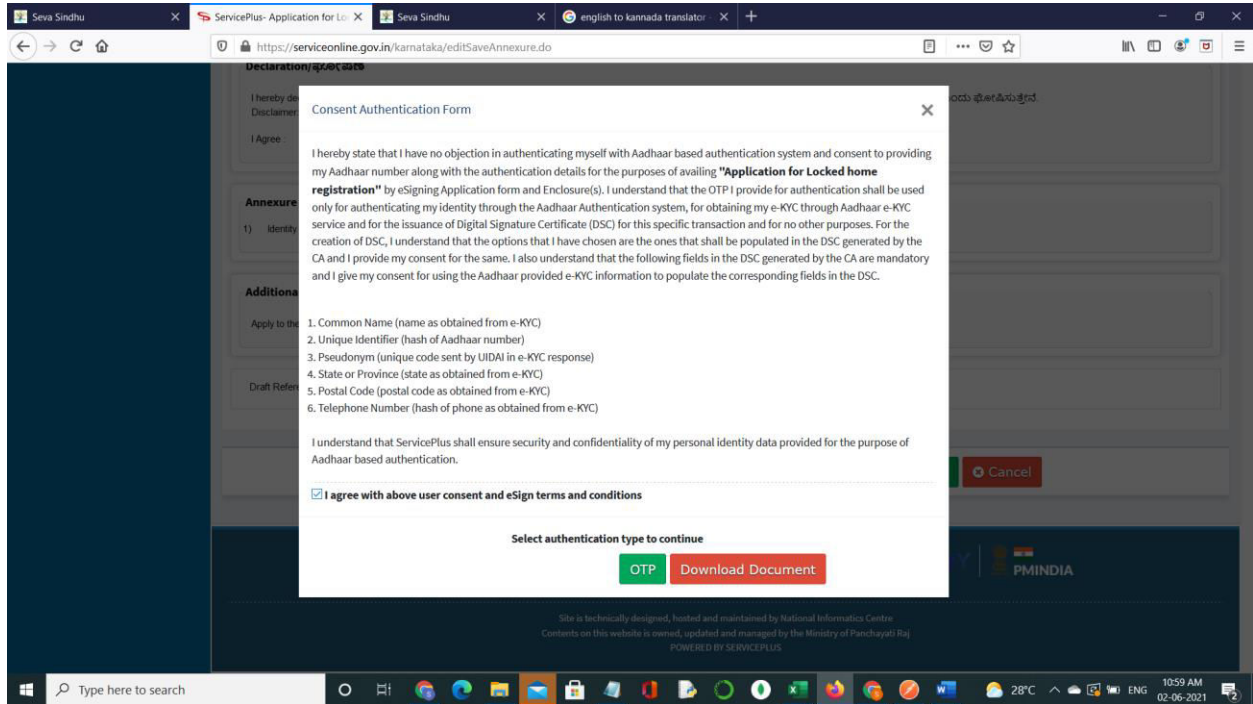 Seva Sindhu
ServicePlus- Application for Lo
Seva Sindhu
english to kannada translator -
https://serviceonline.gov.in/karnataka/editSaveAnnexure.do
Declaration/ಘೋಷಣೆ
I hereby de
ಂದು ಘೋಷಿಸುತ್ತೇನೆ.
Disclaimer
I Agree :
Consent Authentication Form
I hereby state that I have no objection in authenticating myself with Aadhaar based authentication system and consent to providing
my Aadhaar number along with the authentication details for the purposes of availing "Application for Locked home
registration" by eSigning Application form and Enclosure(s). I understand that the OTP I provide for authentication shall be used
only for authenticating my identity through the Aadhaar Authentication system, for obtaining my e-KYC through Aadhaar e-KYC
service and for the issuance of Digital Signature Certificate (DSC) for this specific transaction and for no other purposes. For the
creation of DSC, I understand that the options that I have chosen are the ones that shall be populated in the DSC generated by the
CA and I provide my consent for the same. I also understand that the following fields in the DSC generated by the CA are mandatory
and I give my consent for using the Aadhaar provided e-KYC information to populate the corresponding fields in the DSC.
Annexure
1) Identity
Additiona
Apply to the
Draft Refer
1. Common Name (name as obtained from e-KYC)
2. Unique Identifier (hash of Aadhaar number)
3. Pseudonym (unique code sent by UIDAI in e-KYC response)
4. State or Province (state as obtained from e-KYC)
5. Postal Code (postal code as obtained from e-KYC)
6. Telephone Number (hash of phone as obtained from e-KYC)
I understand that ServicePlus shall ensure security and confidentiality of my personal identity data provided for the purpose of
Aadhaar based authentication.
I agree with above user consent and eSign terms and conditions
Cancel
Select authentication type to continue
OTP
Download Document
PMINDIA
Site is technically designed, hosted and maintained by National Informatics Centre
Contents on this website is owned, updated and managed by the Ministry of Panchayati Raj
POWERED BY SERVICEPLUS
Type here to search
28°C
ENG
10:59 AM
02-06-2021
2